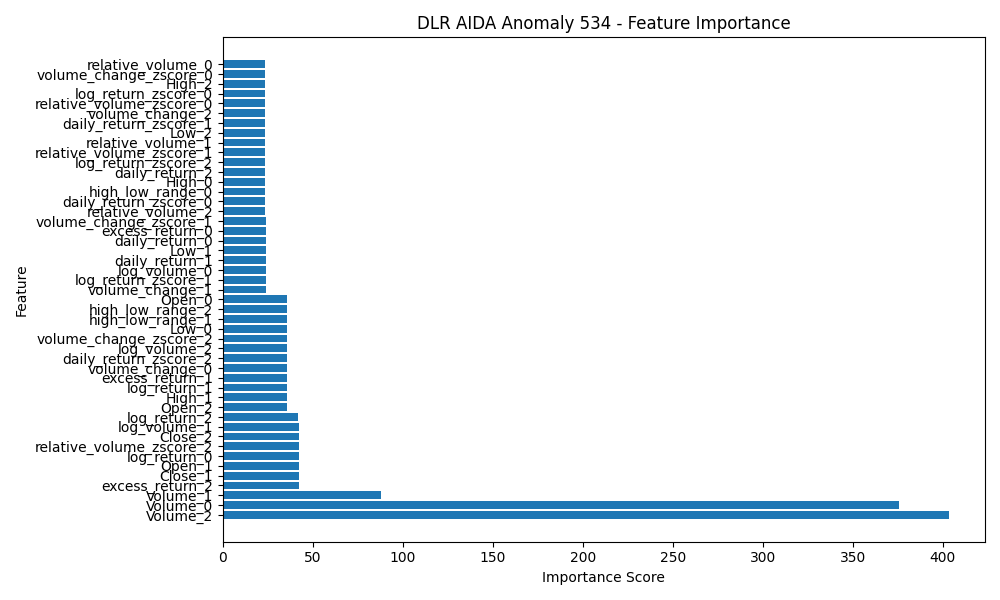 DLR AIDA Anomaly 534 - Feature Importance
relative_volume_0
volume_change_zscore_0
High_2
log_return_zscore_0
relative_volume_zscore_0
volume_change_2
daily_return_zscore_1
Low_2
relative_volume_1
relative_volume_zscore_1
log_return_zscore_2
daily_return_2
High_0
high_low_range_0
daily_return_zscore_0
relative_volume_2
volume_change_zscore_1
excess_return_0
daily_return_0
Low_1
daily_return_1
log_volume_0
log_return_zscore_1
volume_change_1
Open_0
high_low_range_2
high_low_range_1
Low_0
volume_change_zscore_2
log_volume_2
daily_return_zscore_2
volume_change_0
excess_return_1
log_return_1
High_1
Open_2
log_return_2
log_volume_1
Close_2
relative_volume_zscore_2
log_return_0
Open_1
Close_1
excess_return_2
Volume_1
Volume_0
Volume_2
Feature
0 50 100 150 200 250 300 350 400
Importance Score